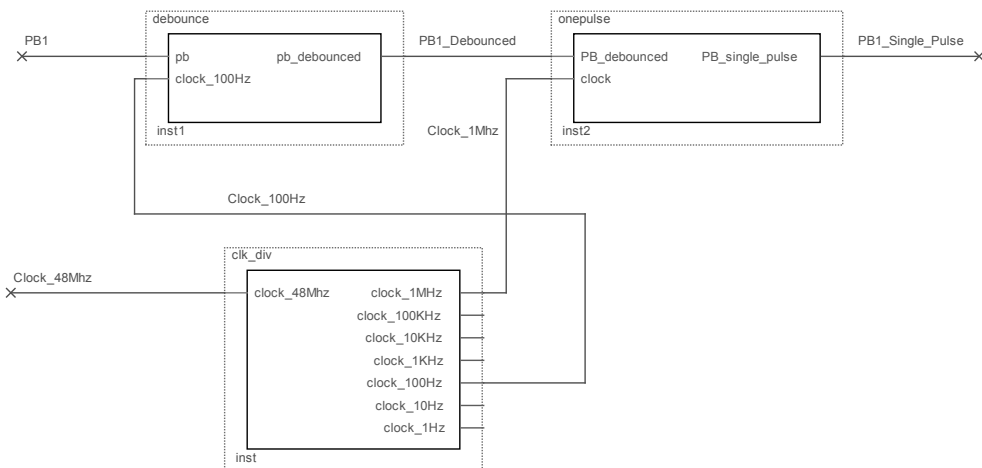 debounce
onepulse
PB1
PB1_Debounced
PB1_Single_Pulse
pb
pb_debounced
PB_debounced
PB_single_pulse
clock_100Hz
clock
inst1
Clock_1Mhz
inst2
Clock_100Hz
clk_div
Clock_48Mhz
clock_48Mhz
clock_1MHz
clock_100KHz
clock_10KHz
clock_1KHz
clock_100Hz
clock_10Hz
clock_1Hz
inst